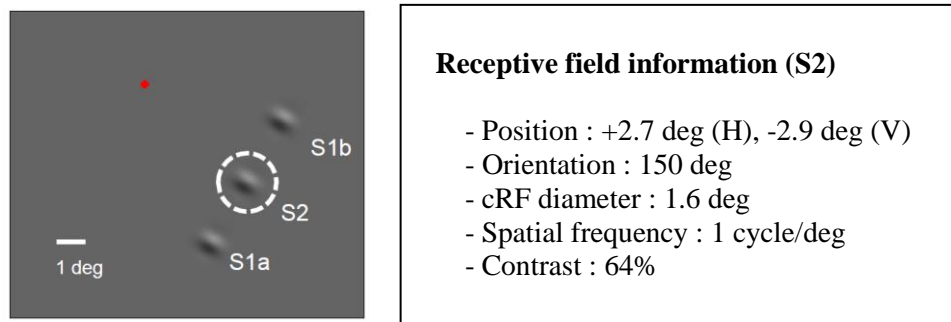 S1b
S2
S1a
1 deg
Receptive field information (S2)
- Position : +2.7 deg (H), -2.9 deg (V)
- Orientation : 150 deg
- cRF diameter : 1.6 deg
- Spatial frequency : 1 cycle/deg
- Contrast : 64%